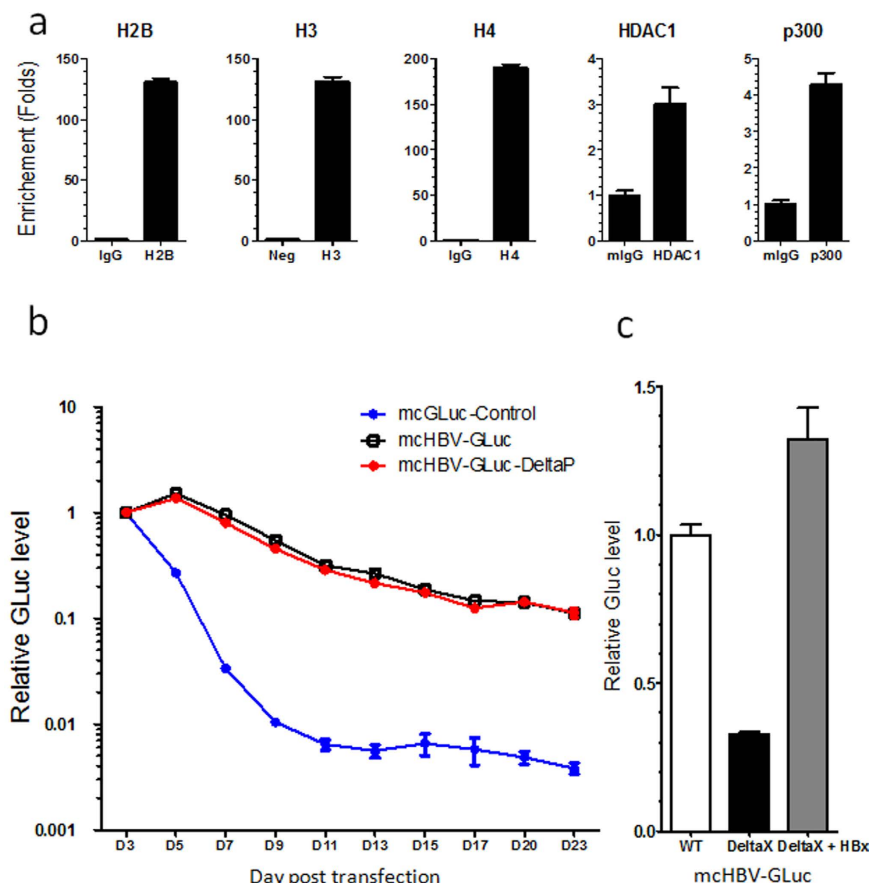 a
H2B
H3
H4
HDAC1
p300
Enrichement (Folds)
150
100
50
0
IgG H2B
150
100
50
0
Neg H3
200
150
100
50
0
IgG H4
4
3
2
1
0
mIgG HDAC1
5
4
3
2
1
0
mIgG p300
b
Relative GLuc level
10
1
0.1
0.01
0.001
mcGLuc-Control
mcHBV-GLuc
mcHBV-GLuc-DeltaP
D3 D5 D7 D9 D11 D13 D15 D17 D20 D23
Day post transfection
c
Relative Gluc level
1.5
1.0
0.5
0.0
WT DeltaX DeltaX + HBx
mcHBV-GLuc